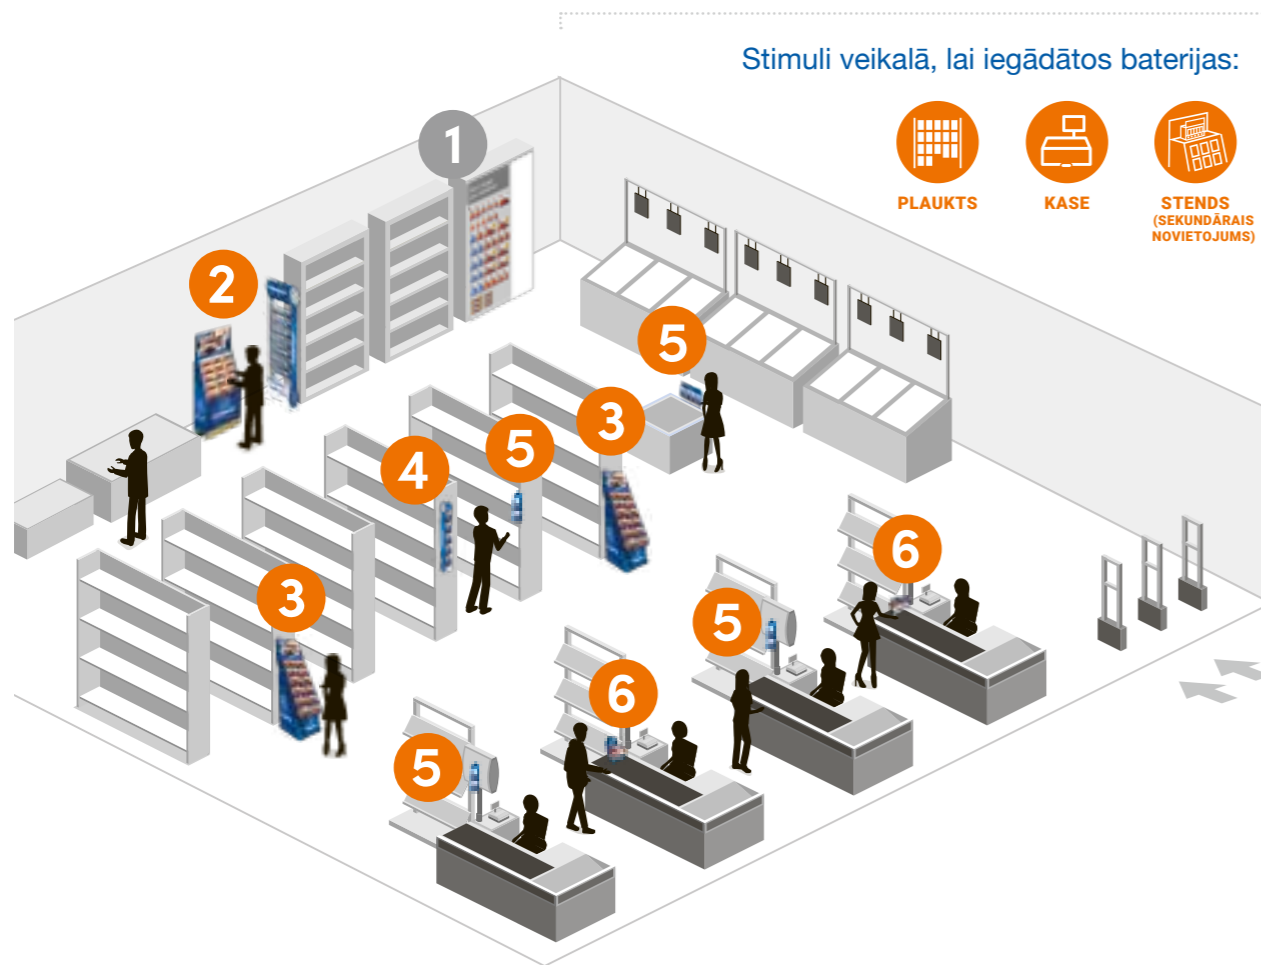 Stimuli veikalā, lai iegādātos baterijas:
PLAUKTS
KASE
STENDS
(SEKUNDĀRAIS
NOVIETOJUMS)
1
2
5
3
5
4
6
3
5
6
5